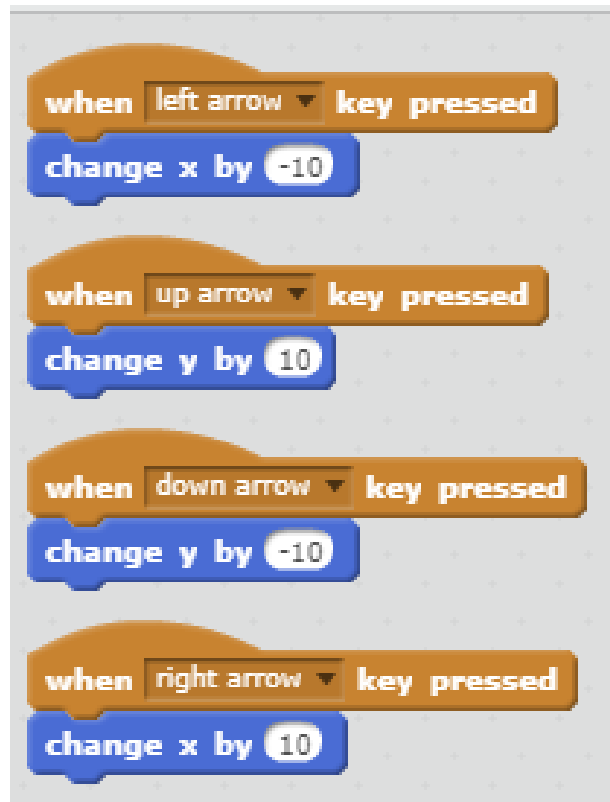 when left arrow key pressed
change x by -10
when up arrow key pressed
change y by 10
when down arrow key pressed
change y by -10
when right arrow key pressed
change x by 10